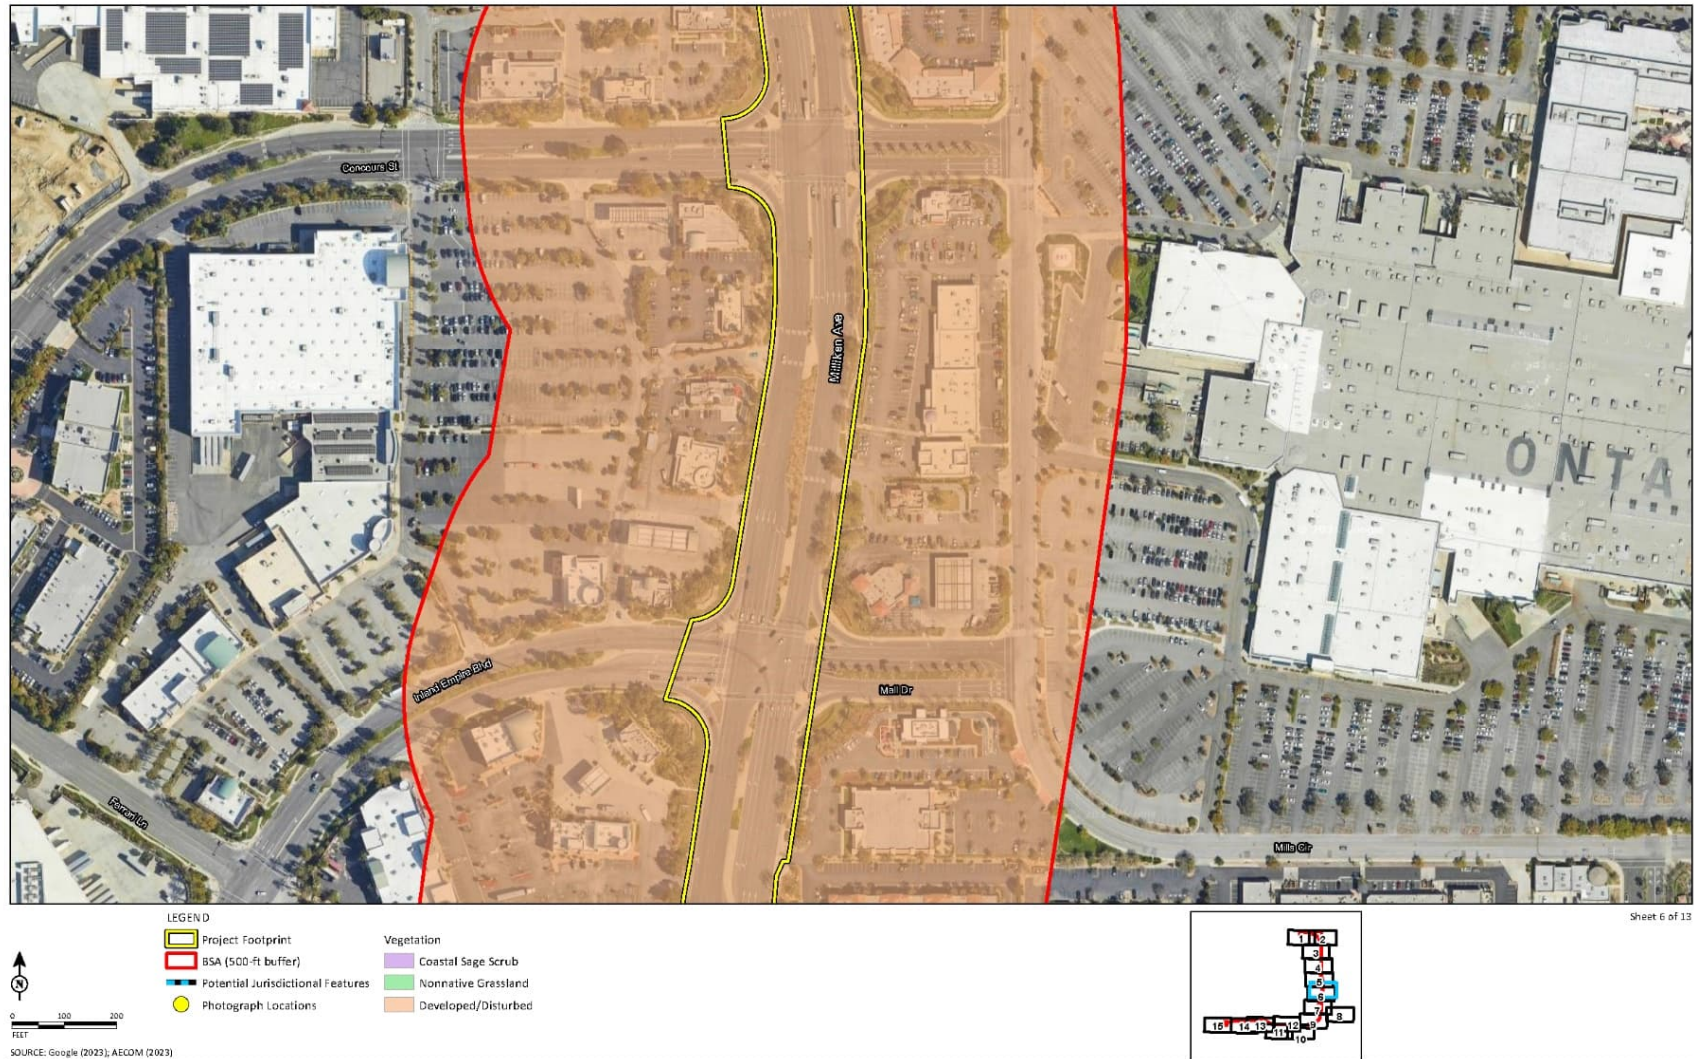 Concours St
Milliken Ave
ONTA
Inland Empire Blvd
Mall Dr
Ferrari Ln
Mills Cir
Sheet 6 of 13
LEGEND
Project Footprint
BSA (500-ft buffer)
Potential Jurisdictional Features
Photograph Locations
Vegetation
Coastal Sage Scrub
Nonnative Grassland
Developed/Disturbed
N
0 100 200
FEET
SOURCE: Google (2023); AECOM (2023)
1 2
3
4
5
6
7 8
15 14 13 12 9
11 10